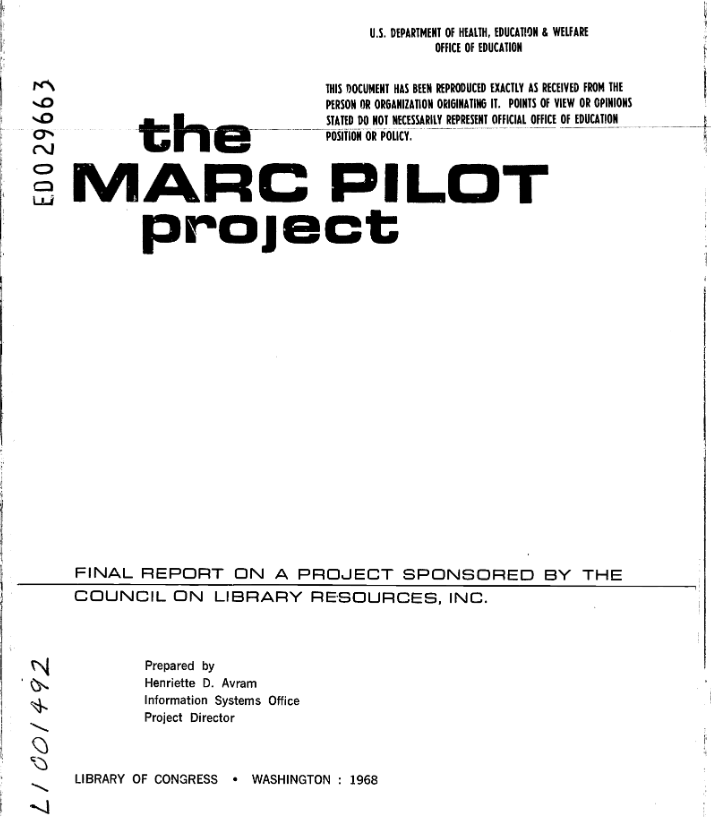 U.S. DEPARTMENT OF HEALTH, EDUCATION & WELFARE
OFFICE OF EDUCATION
THIS DOCUMENT HAS BEEN REPRODUCED EXACTLY AS RECEIVED FROM THE
PERSON OR ORGANIZATION ORIGINATING IT. POINTS OF VIEW OR OPINIONS
STATED DO NOT NECESSARILY REPRESENT OFFICIAL OFFICE OF EDUCATION
POSITION OR POLICY.
ED029663
the
MARC PILOT
project
FINAL REPORT ON A PROJECT SPONSORED BY THE
COUNCIL ON LIBRARY RESOURCES, INC.
Prepared by
Henriette D. Avram
Information Systems Office
Project Director
LI 001492
LIBRARY OF CONGRESS • WASHINGTON : 1968